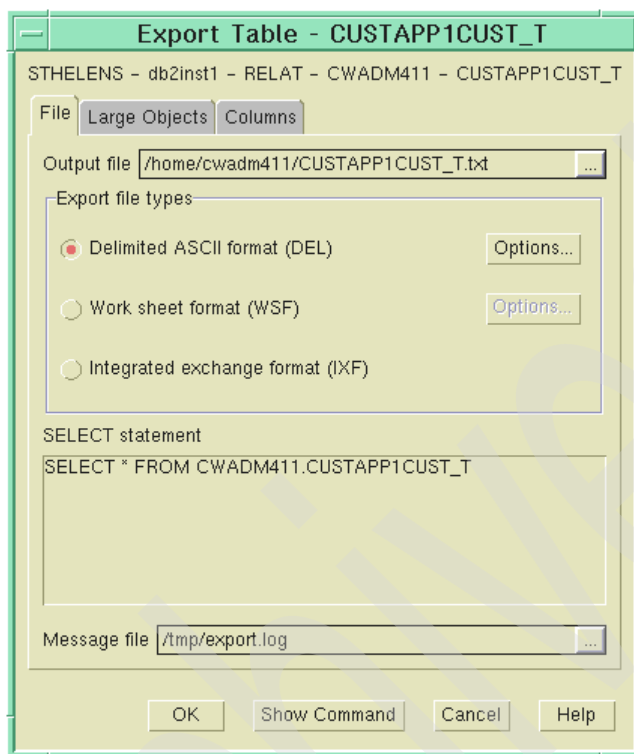 Export Table - CUSTAPP1CUST_T
STHELENS - db2inst1 - RELAT - CWADM411 - CUSTAPP1CUST_T
File Large Objects Columns
Output file /home/cwadm411/CUSTAPP1CUST_T.txt ...
Export file types
Delimited ASCII format (DEL) Options...
Work sheet format (WSF) Options...
Integrated exchange format (IXF)
SELECT statement
SELECT * FROM CWADM411.CUSTAPP1CUST_T
Message file /tmp/export.log ...
OK Show Command Cancel Help